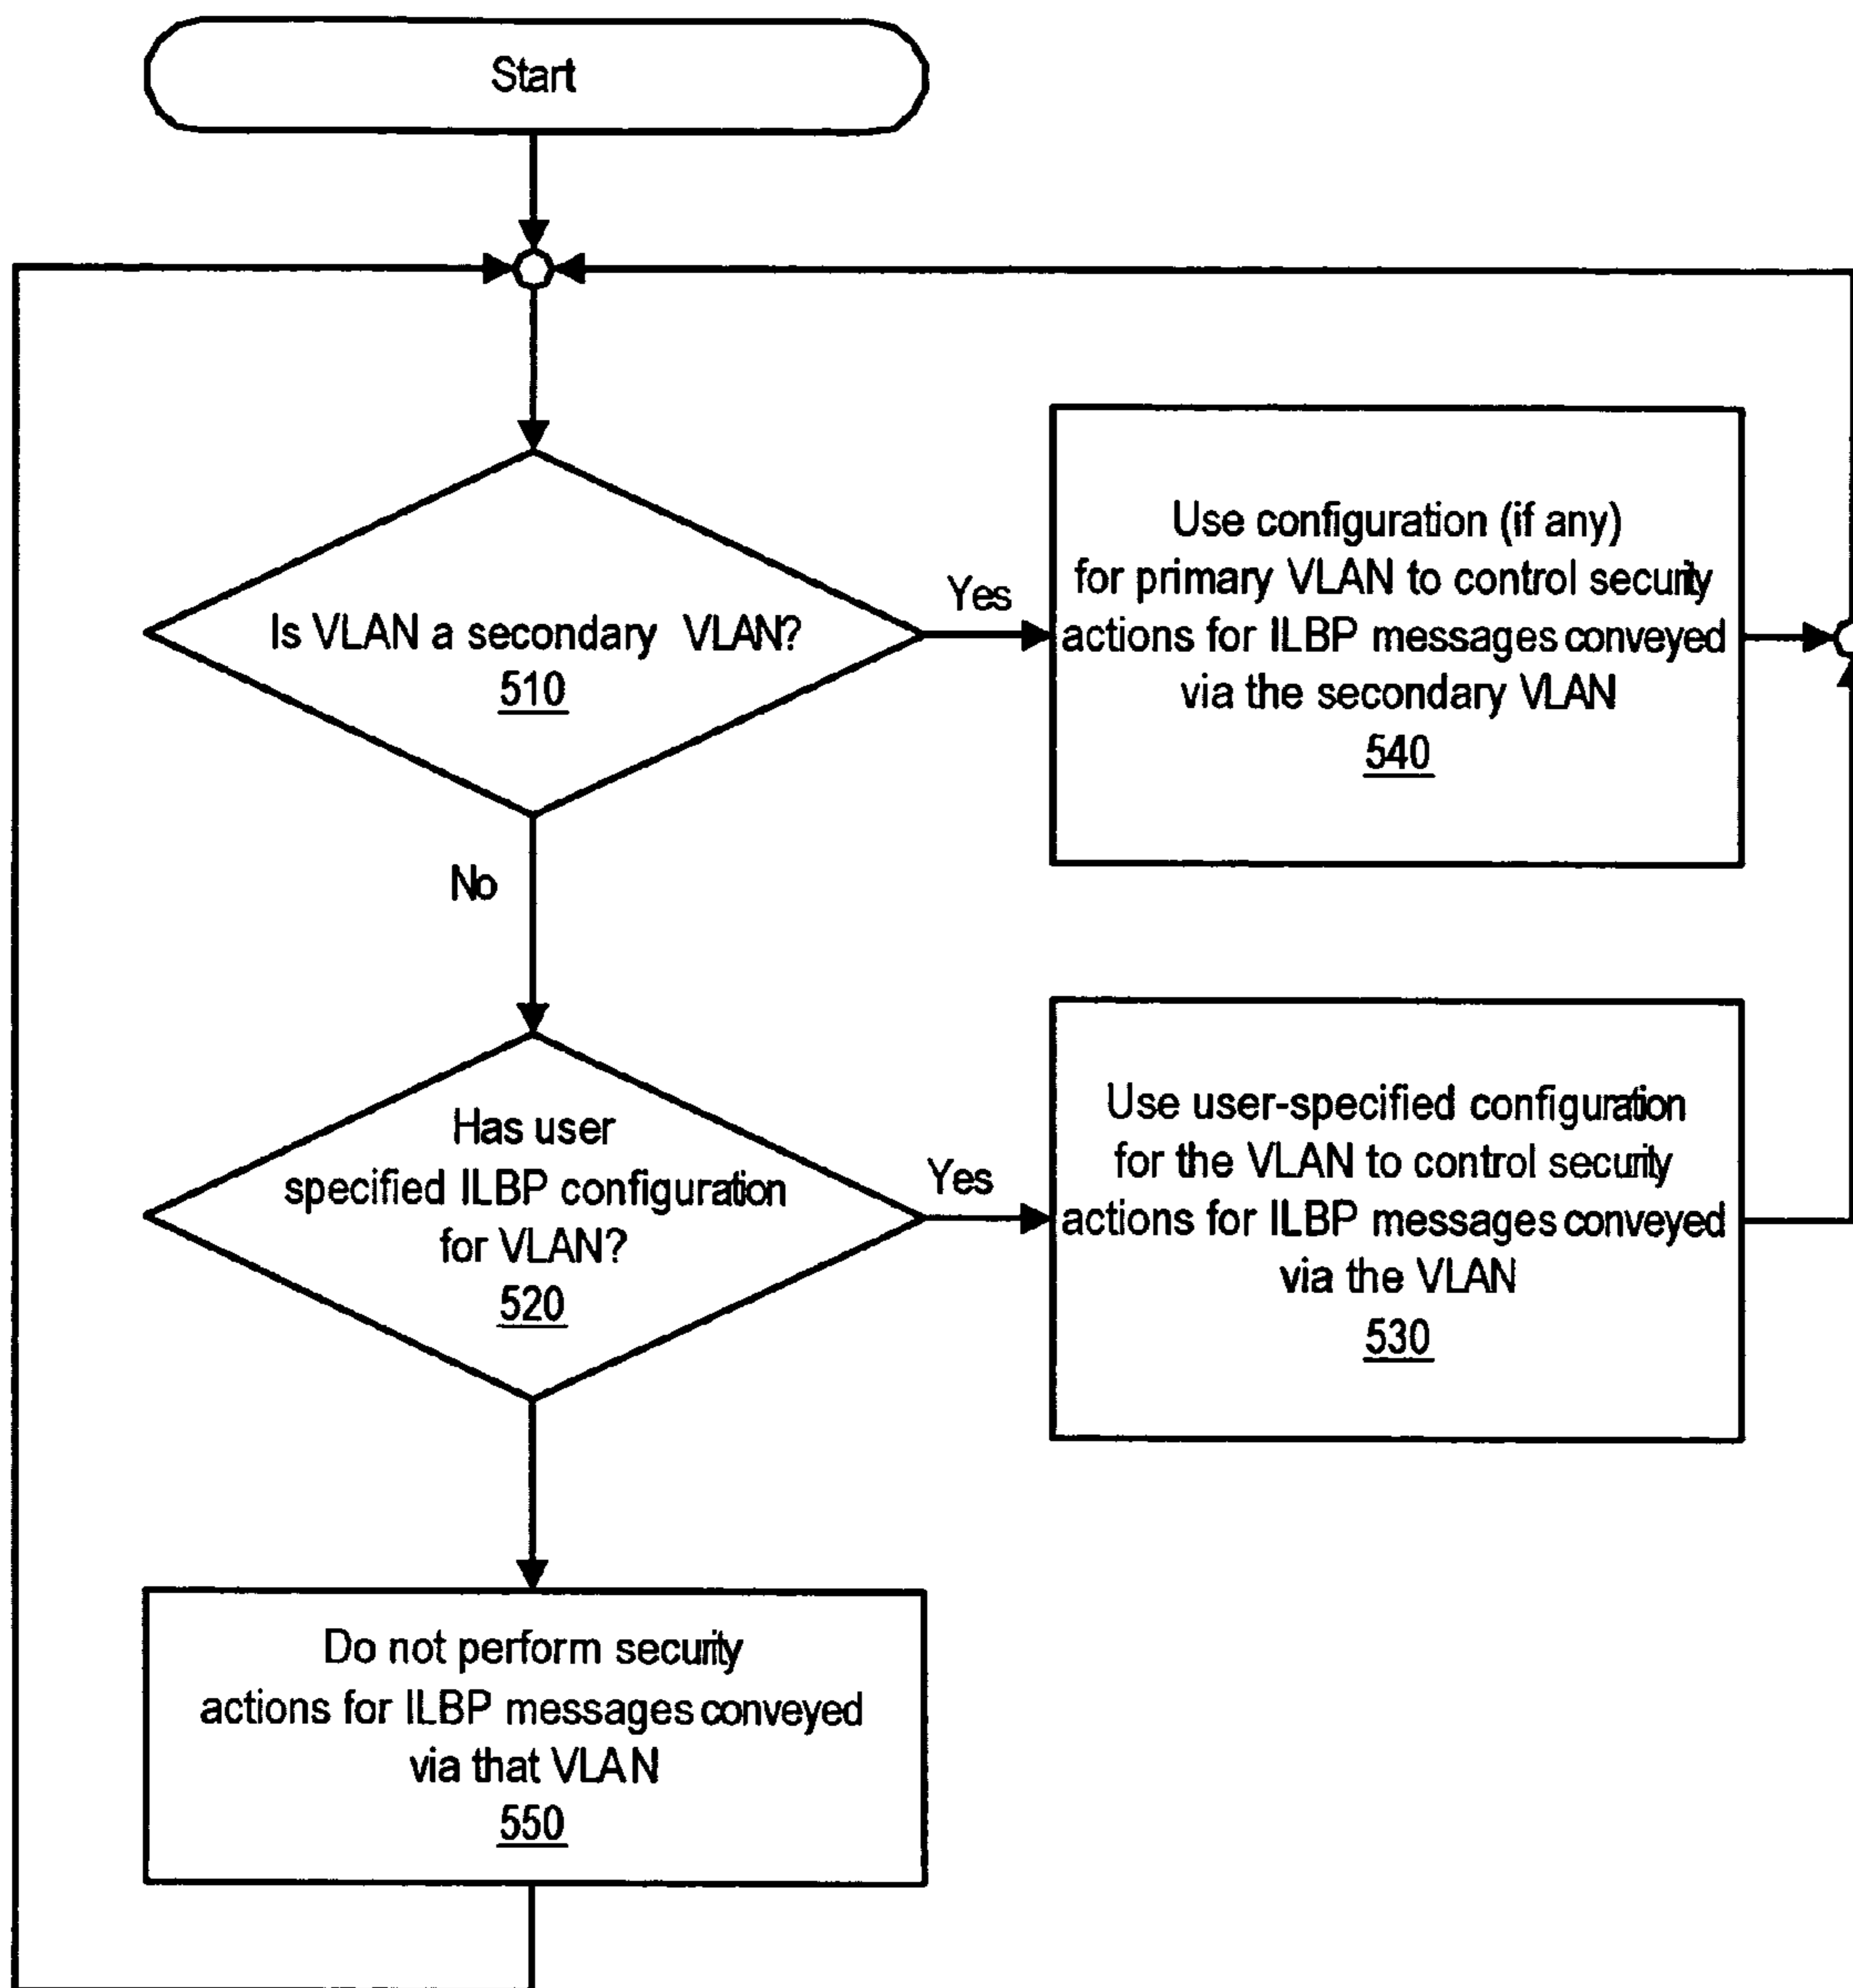 Start
Is VLAN a secondary VLAN?
510
Yes
Use configuration (if any)
for primary VLAN to control security
actions for ILBP messages conveyed
via the secondary VLAN
540
No
Has user
specified ILBP configuration
for VLAN?
520
Yes
Use user-specified configuration
for the VLAN to control security
actions for ILBP messages conveyed
via the VLAN
530
Do not perform security
actions for ILBP messages conveyed
via that VLAN
550